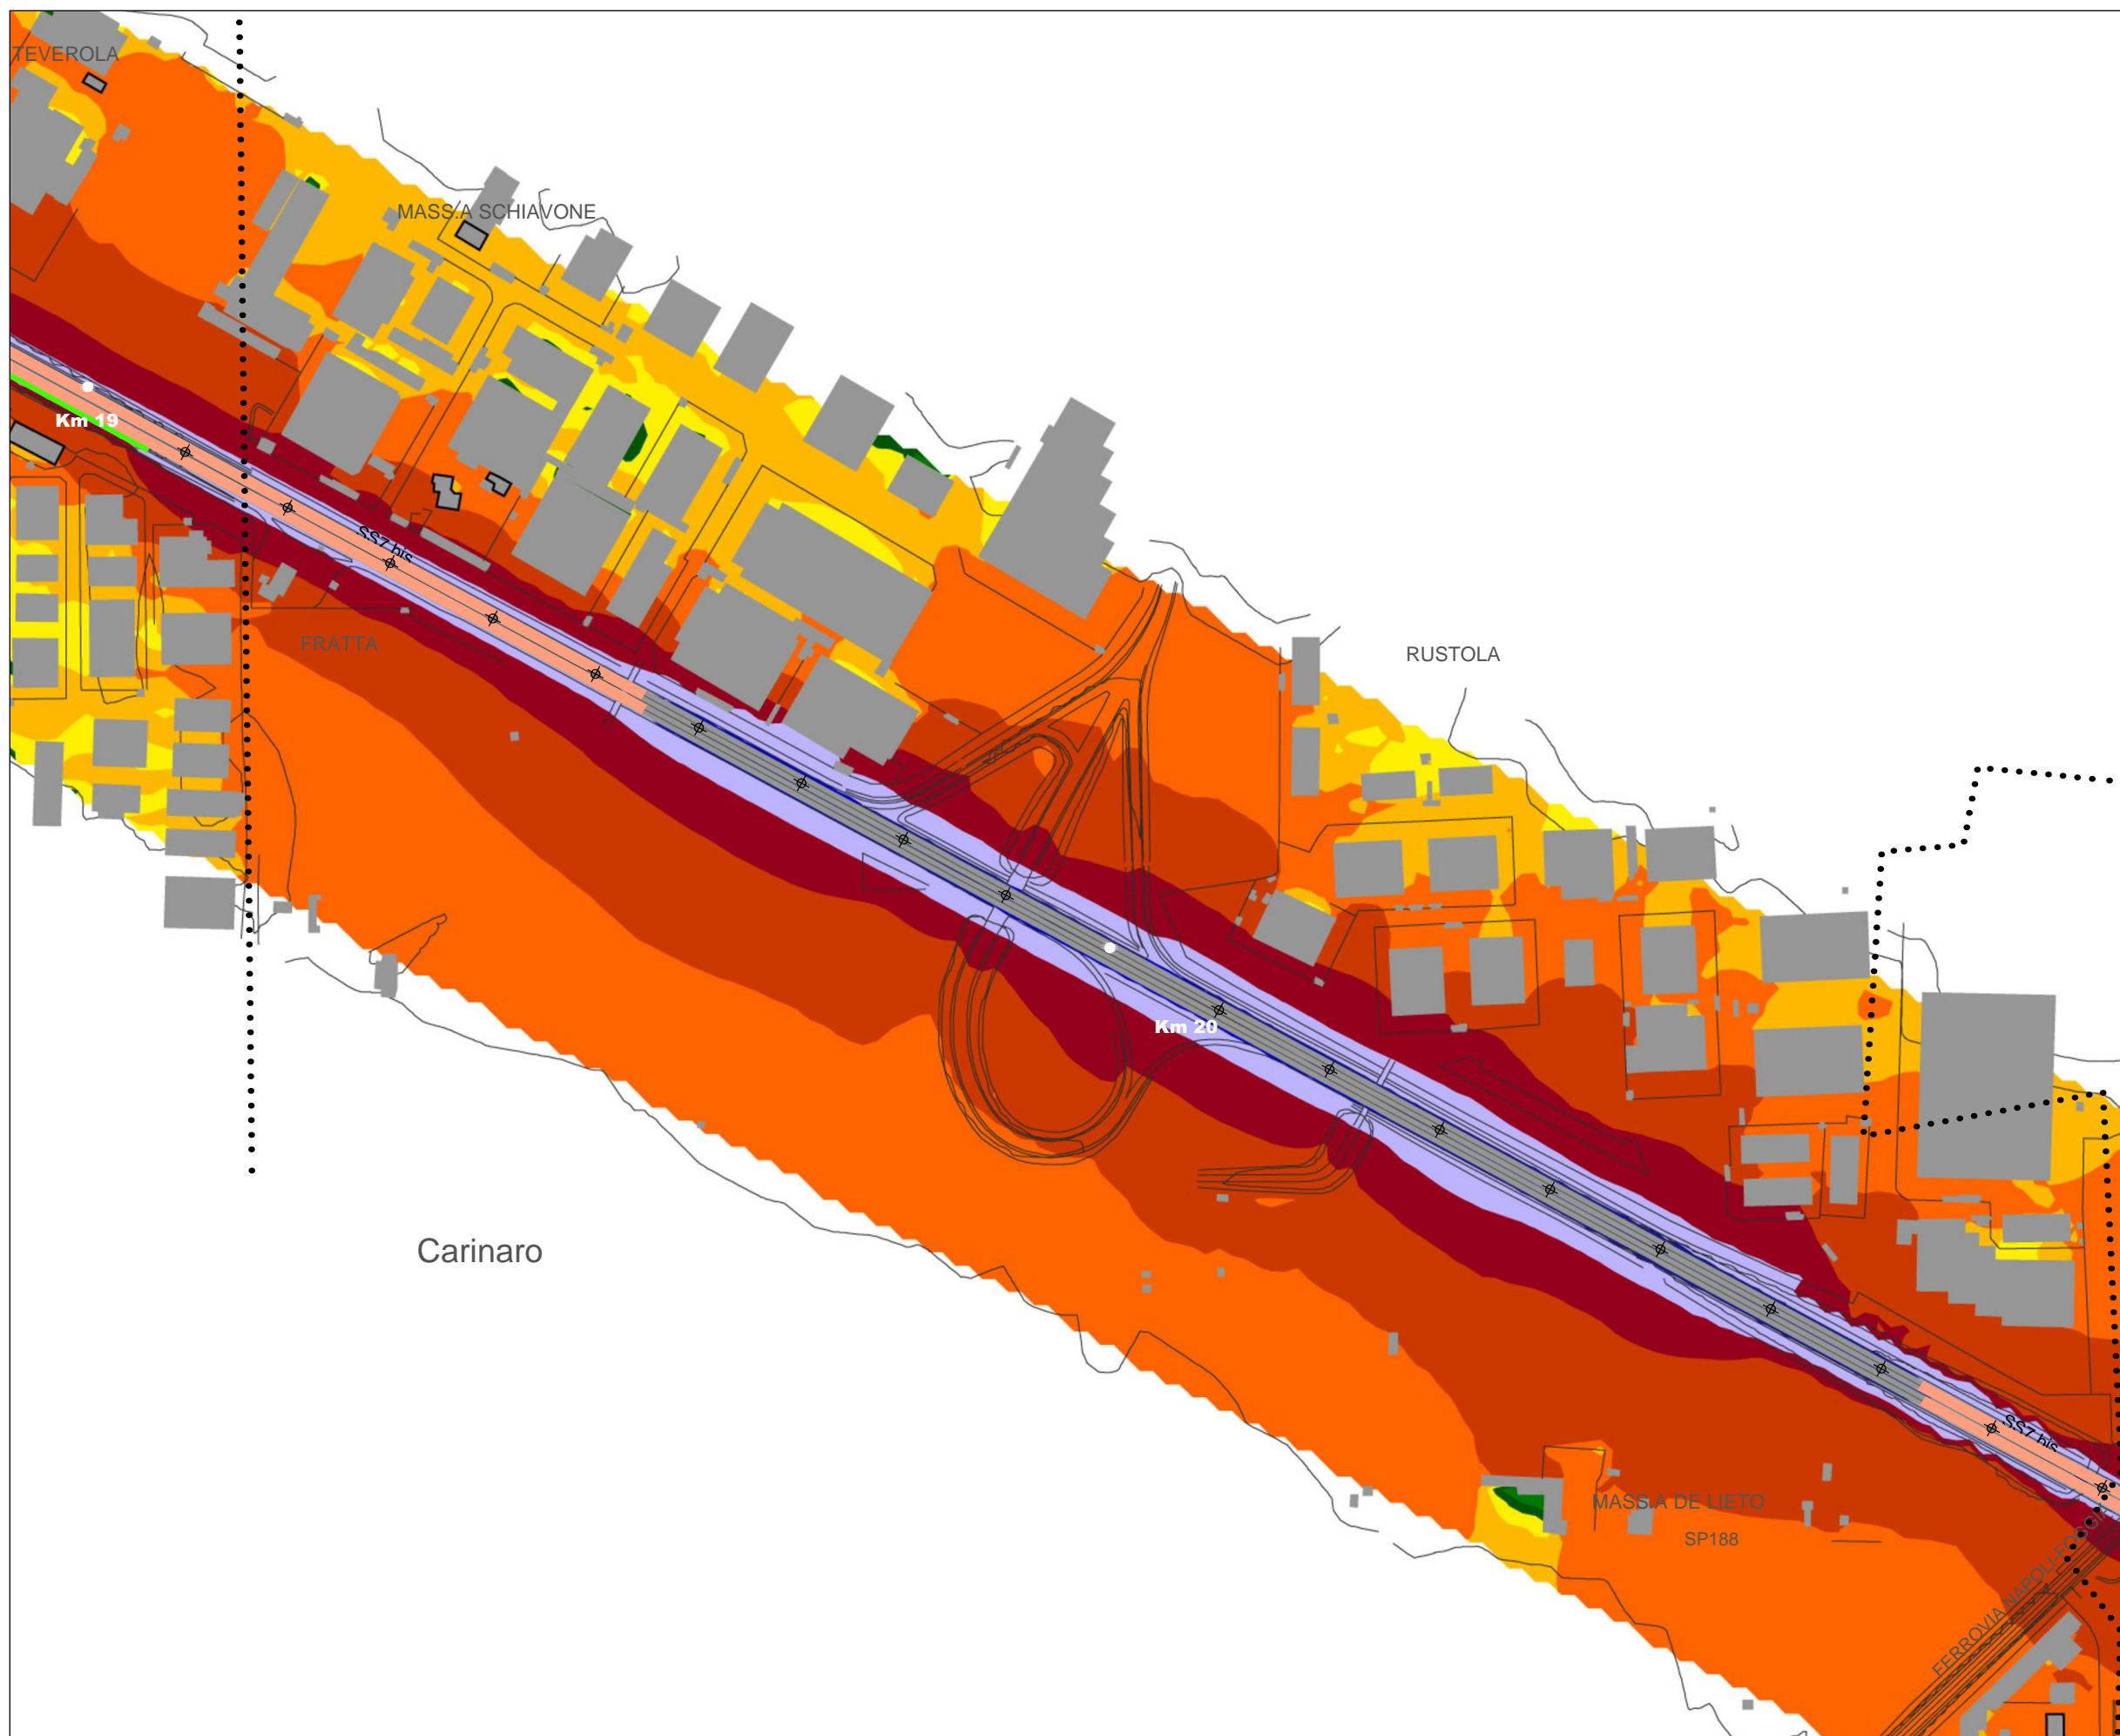 TEVEROLA
MASS.A SCHIAVONE
Km 19
SS7 bis
FRATTA
RUSTOLA
Km 20
Carinaro
SS7 bis
MASS.A DE LIETO
SP188
FERROVIA NAPOLI-FOGGIA